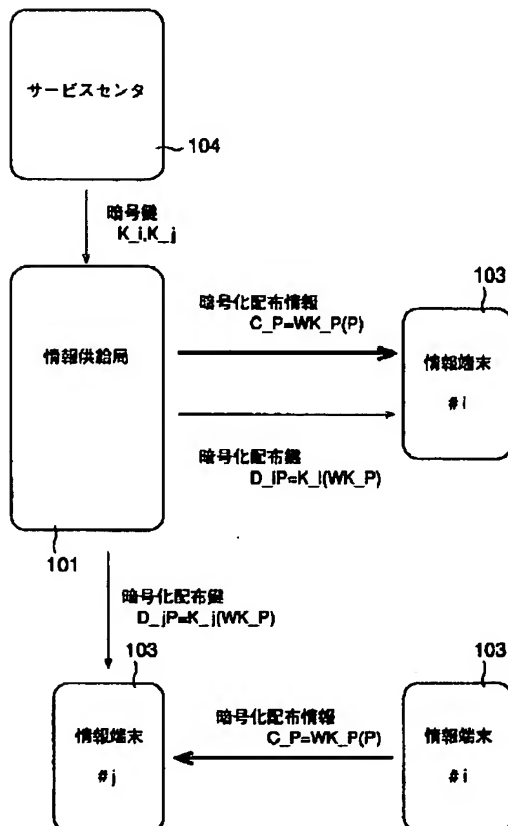 サービスセンタ
104
暗号鍵
K_i,K_j
103
暗号化配布情報
C_P=WK_P(P)
情報供給局
情報端末
#i
暗号化配布鍵
D_iP=K_i(WK_P)
101
暗号化配布鍵
D_jP=K_j(WK_P)
103
103
暗号化配布情報
C_P=WK_P(P)
情報端末
#j
情報端末
#i